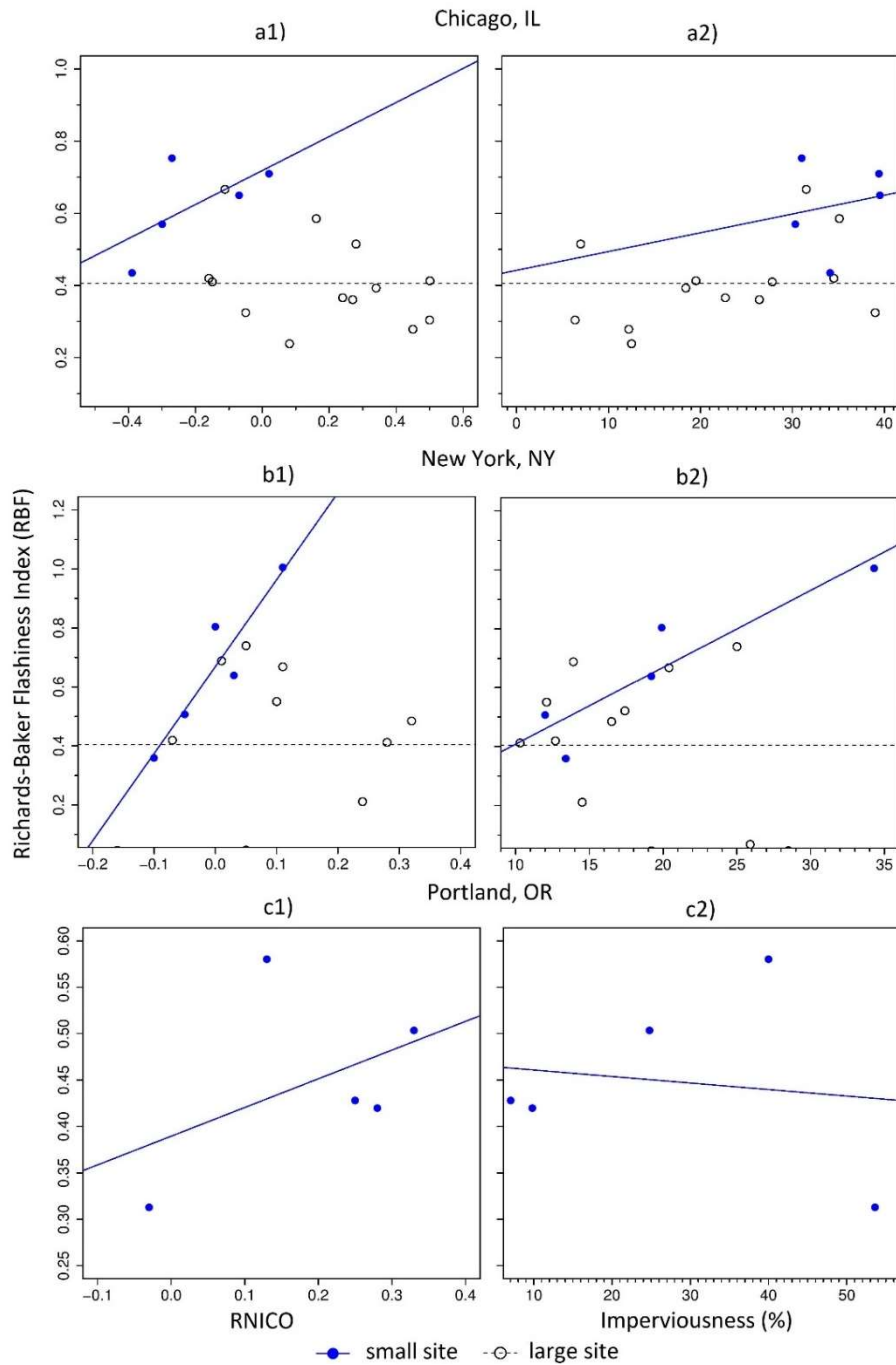 Chicago, IL
a1) a2)
1.0
0.8
0.6
0.4
0.2
−0.4 −0.2 0.0 0.2 0.4 0.6 0 10 20 30 40
New York, NY
b1) b2)
Richards-Baker Flashiness Index (RBF)
1.2
1.0
0.8
0.6
0.4
0.2
−0.2 −0.1 0.0 0.1 0.2 0.3 0.4 10 15 20 25 30 35
Portland, OR
c1) c2)
0.60
0.55
0.50
0.45
0.40
0.35
0.30
0.25
−0.1 0.0 0.1 0.2 0.3 0.4 10 20 30 40 50
RNICO Imperviousness (%)
small site large site